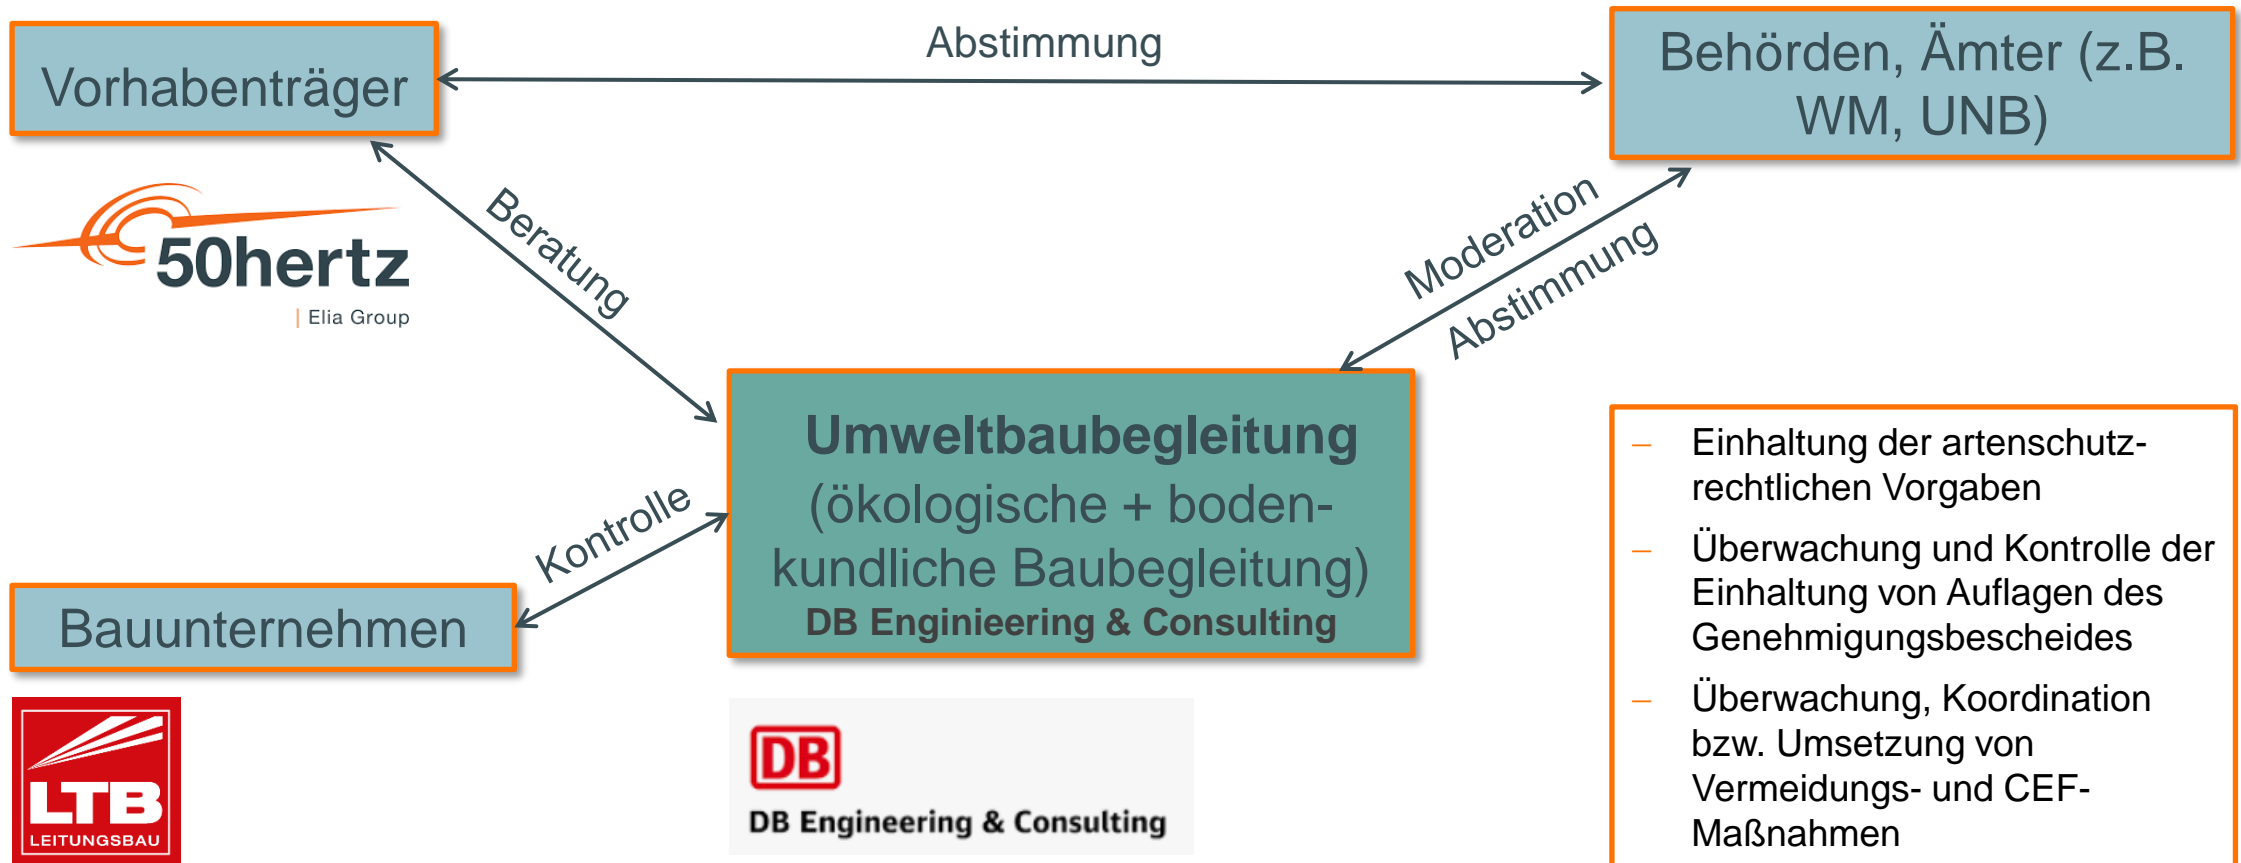 Vorhabenträger
Abstimmung
Behörden, Ämter (z.B.
WM, UNB)
50hertz
| Elia Group
Beratung
Moderation
Abstimmung
Umweltbaubegleitung
(ökologische + boden-
kundliche Baubegleitung)
DB Enginieering & Consulting
Kontrolle
Bauunternehmen
LTB
LEITUNGSBAU
DB
DB Engineering & Consulting
– Einhaltung der artenschutz-
rechtlichen Vorgaben
– Überwachung und Kontrolle der
Einhaltung von Auflagen des
Genehmigungsbescheides
– Überwachung, Koordination
bzw. Umsetzung von
Vermeidungs- und CEF-
Maßnahmen